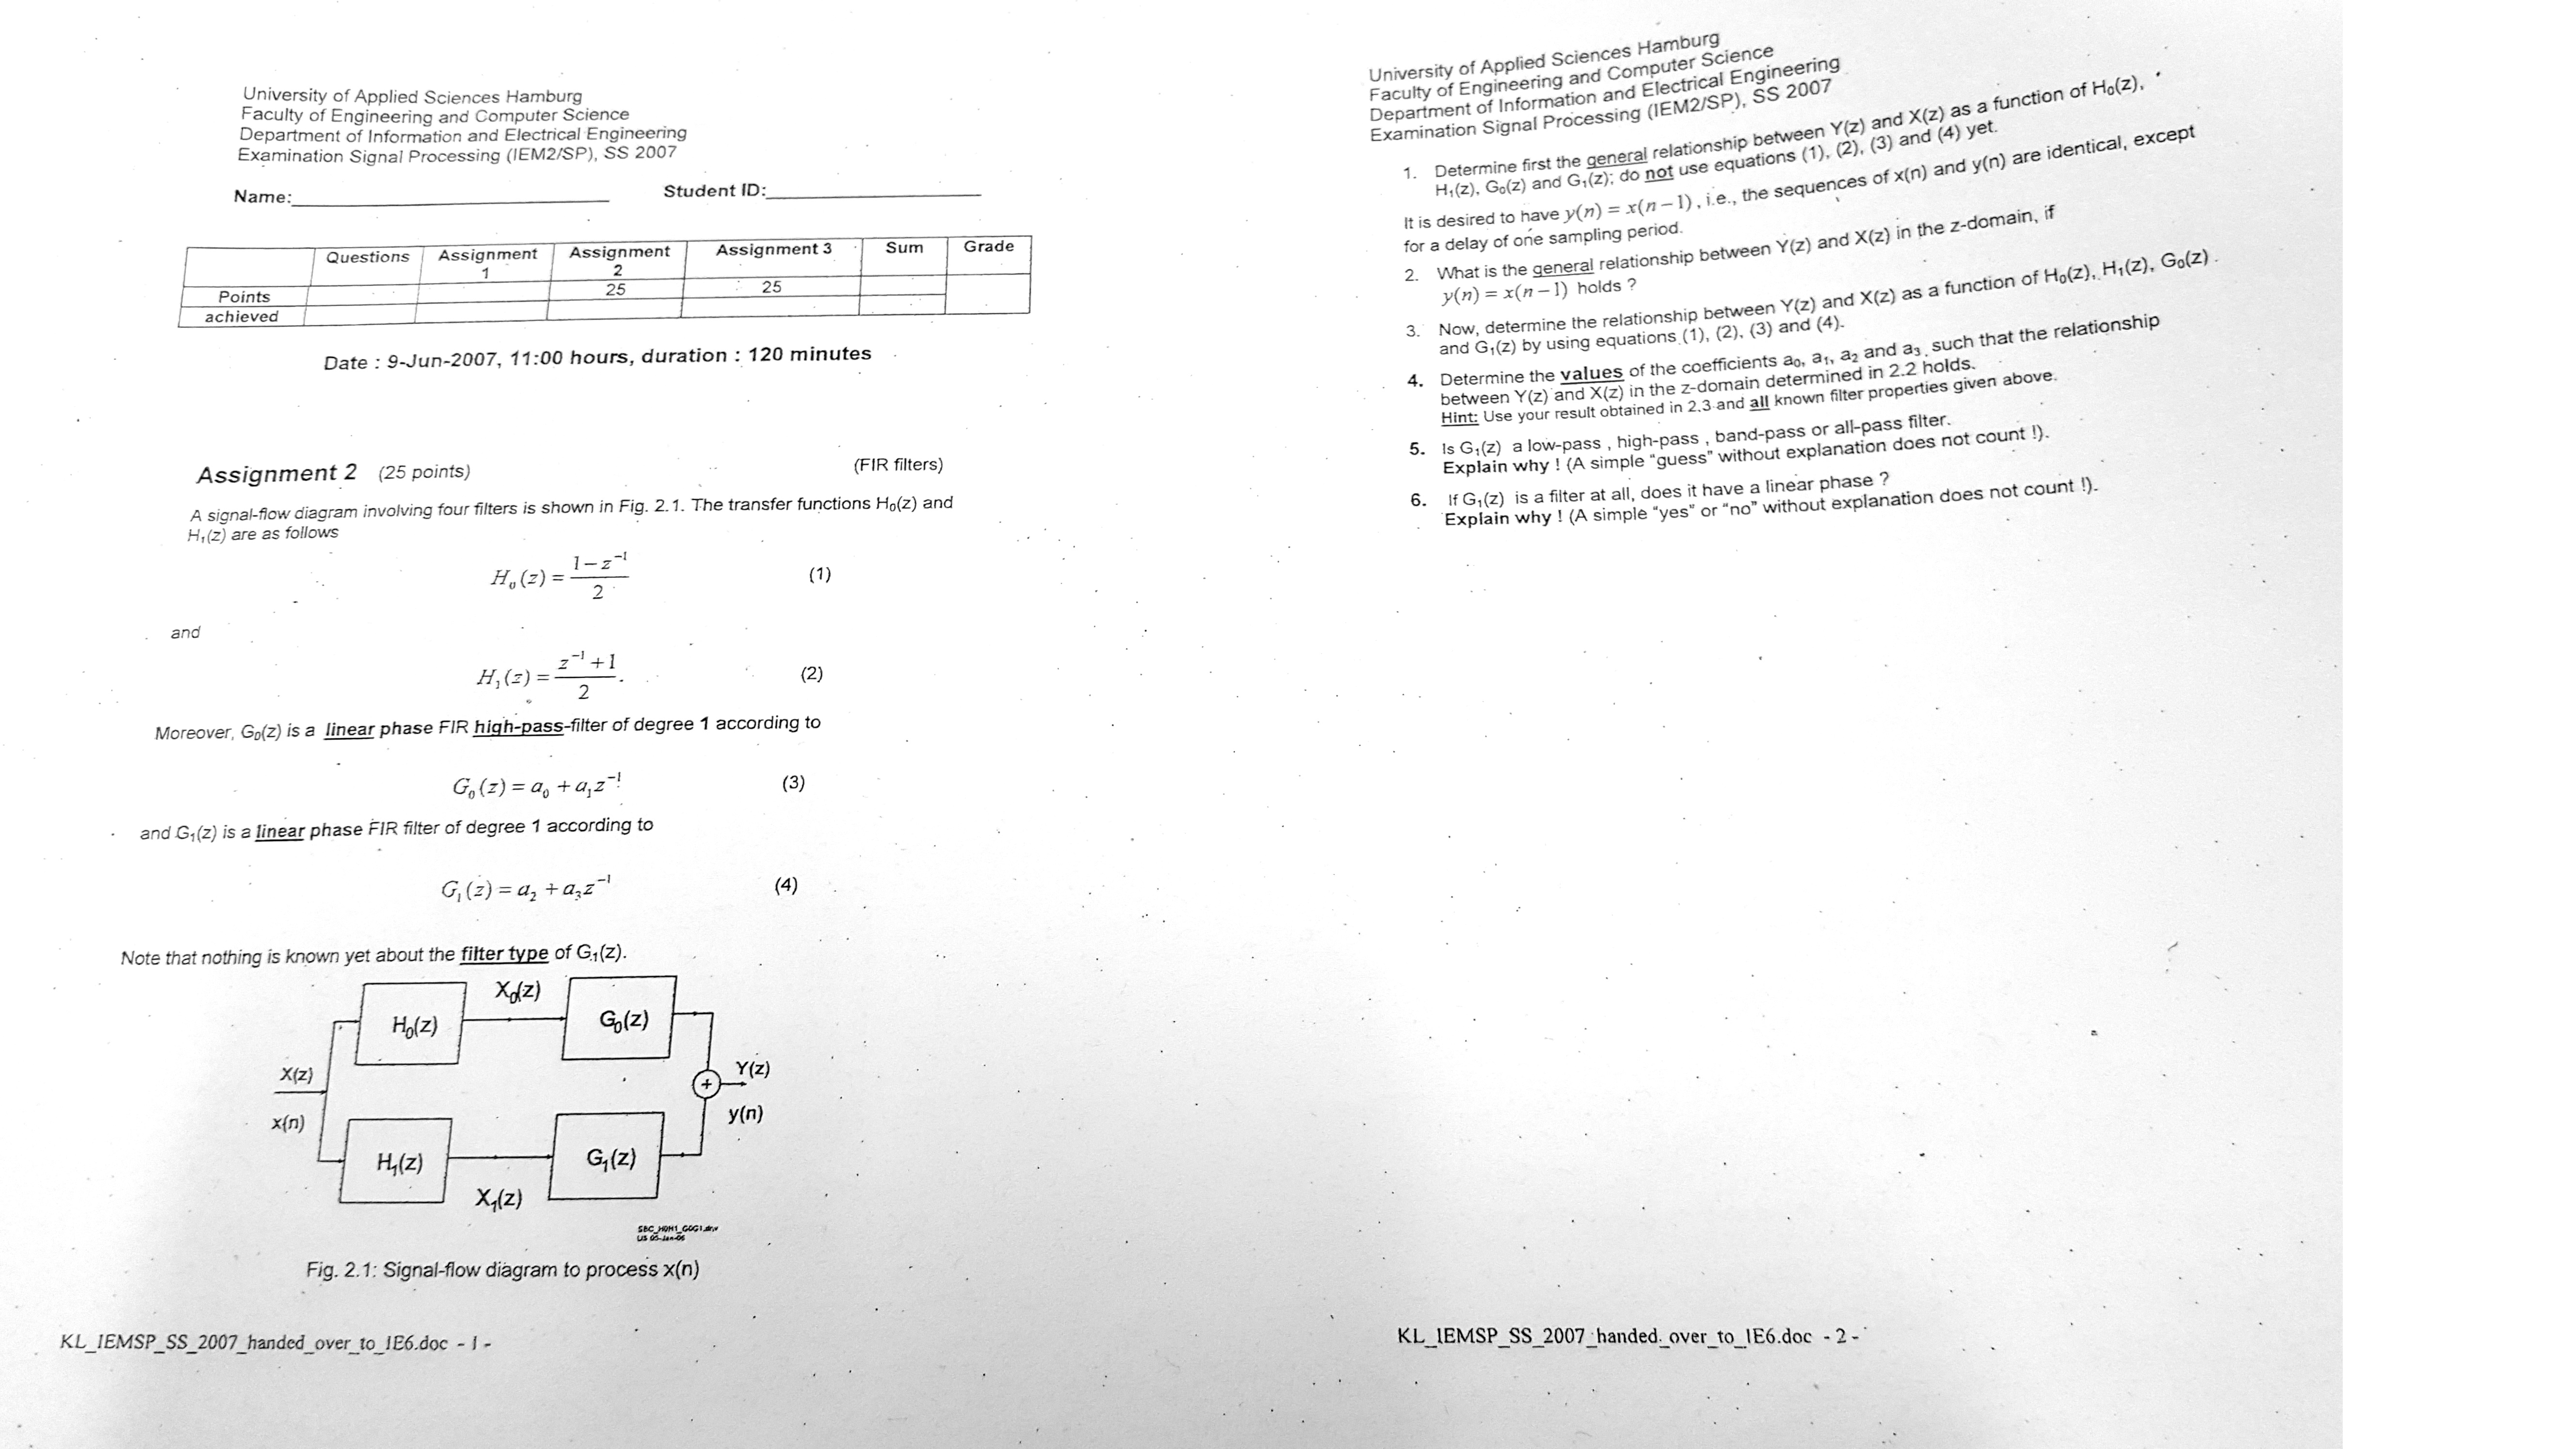 University of Applied Sciences Hamburg
Faculty of Engineering and Computer Science
Department of Information and Electrical Engineering
Examination Signal Processing (IEM2/SP), SS 2007
Name: Student ID:
Questions Assignment 1 Assignment 2 Assignment 3 Sum Grade
Points 25 25
achieved
Date : 9-Jun-2007, 11:00 hours, duration : 120 minutes
Assignment 2 (25 points) (FIR filters)
A signal-flow diagram involving four filters is shown in Fig. 2.1. The transfer functions H₀(z) and
H₁(z) are as follows
H₀(z) = (1 − z⁻¹)/2 (1)
and
H₁(z) = (z⁻¹ + 1)/2. (2)
Moreover, G₀(z) is a linear phase FIR high-pass-filter of degree 1 according to
G₀(z) = a₀ + a₁z⁻¹ (3)
and G₁(z) is a linear phase FIR filter of degree 1 according to
G₁(z) = a₂ + a₃z⁻¹ (4)
Note that nothing is known yet about the filter type of G₁(z).
X₀(z)
H₀(z) G₀(z)
X(z) Y(z)
+
x(n) y(n)
H₁(z) G₁(z)
X₁(z)
SBC_H0H1_G0G1.drw
US 05-Jan-06
Fig. 2.1: Signal-flow diagram to process x(n)
KL_IEMSP_SS_2007_handed_over_to_IE6.doc - 1 -
University of Applied Sciences Hamburg
Faculty of Engineering and Computer Science
Department of Information and Electrical Engineering
Examination Signal Processing (IEM2/SP), SS 2007
1. Determine first the general relationship between Y(z) and X(z) as a function of H₀(z),
H₁(z), G₀(z) and G₁(z); do not use equations (1), (2), (3) and (4) yet.
It is desired to have y(n) = x(n − 1), i.e., the sequences of x(n) and y(n) are identical, except
for a delay of one sampling period.
2. What is the general relationship between Y(z) and X(z) in the z-domain, if
y(n) = x(n − 1) holds ?
3. Now, determine the relationship between Y(z) and X(z) as a function of H₀(z), H₁(z), G₀(z)
and G₁(z) by using equations (1), (2), (3) and (4).
4. Determine the values of the coefficients a₀, a₁, a₂ and a₃ such that the relationship
between Y(z) and X(z) in the z-domain determined in 2.2 holds.
Hint: Use your result obtained in 2.3 and all known filter properties given above.
5. Is G₁(z) a low-pass , high-pass , band-pass or all-pass filter.
Explain why ! (A simple “guess” without explanation does not count !).
6. If G₁(z) is a filter at all, does it have a linear phase ?
Explain why ! (A simple “yes” or “no” without explanation does not count !).
KL_IEMSP_SS_2007_handed_over_to_IE6.doc - 2 -